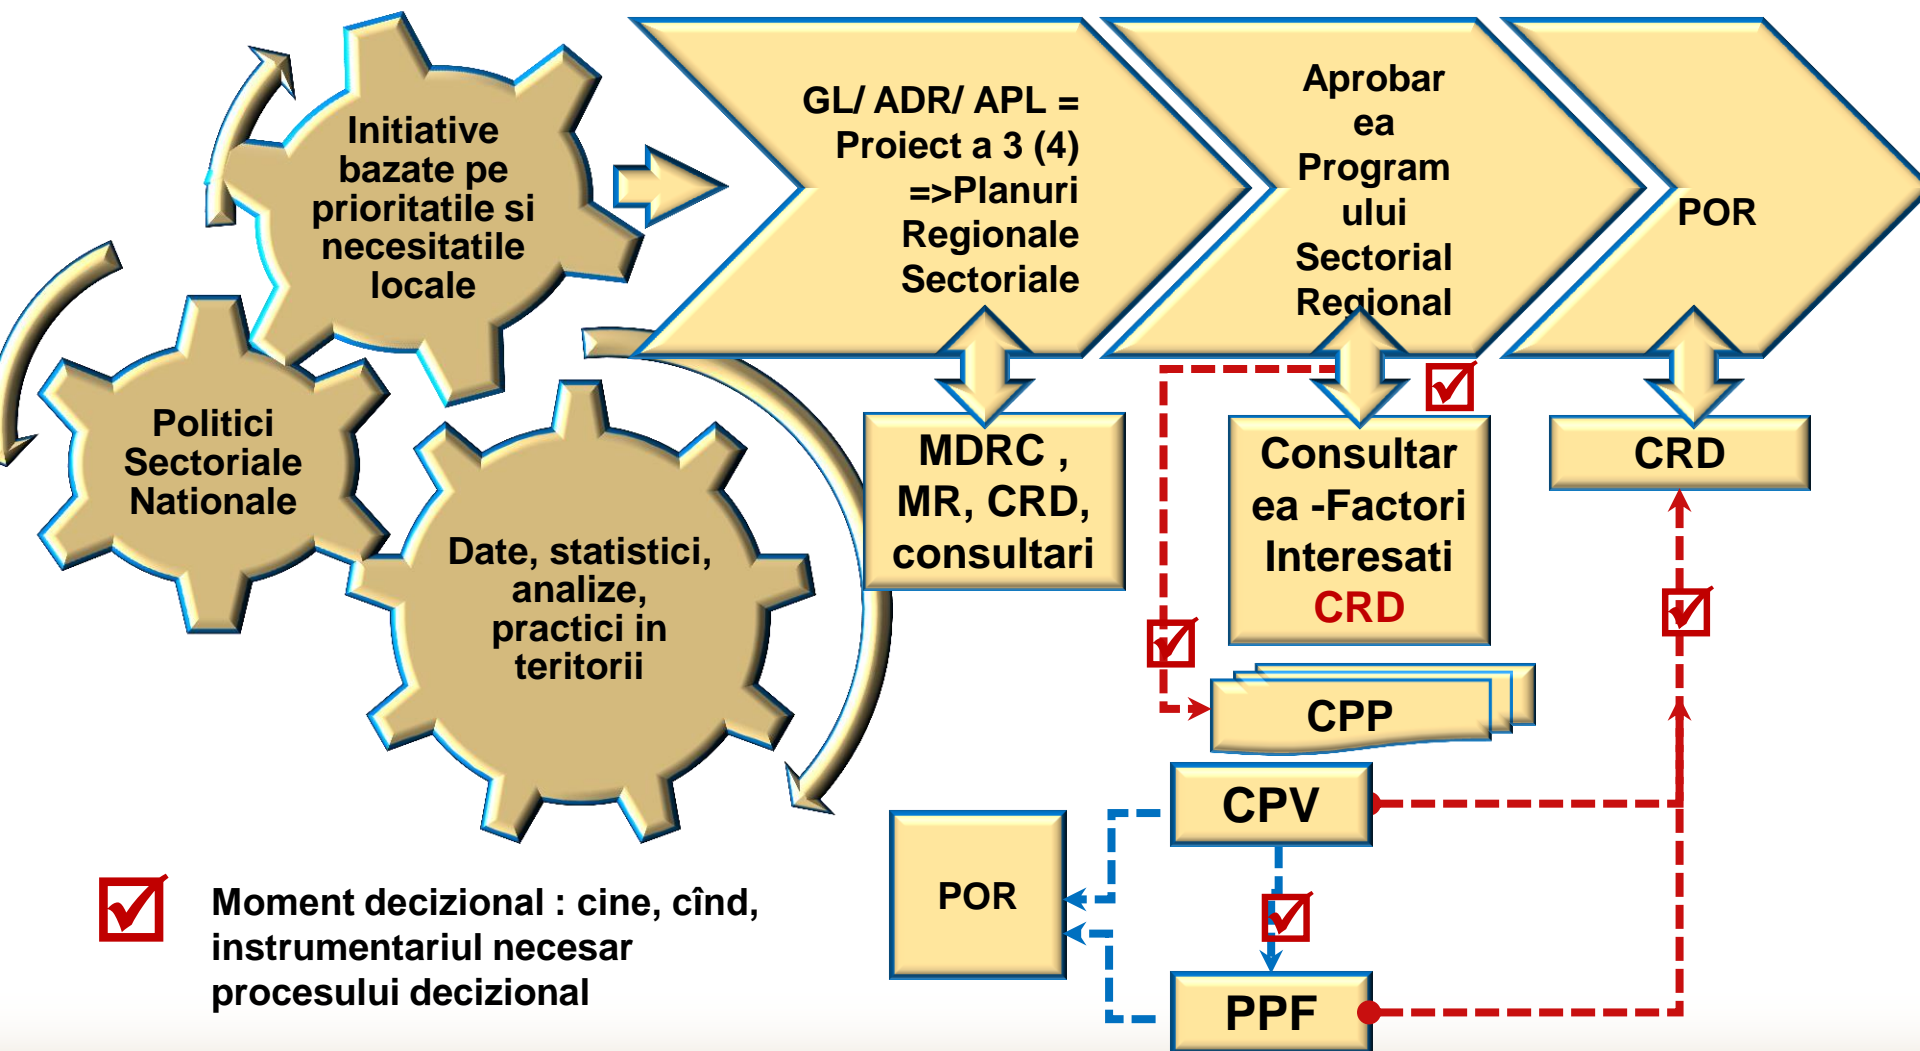 Initiative
bazate pe
prioritatile si
necesitatile
locale
Politici
Sectoriale
Nationale
Date, statistici,
analize,
practici in
teritorii
GL/ ADR/ APL =
Proiect a 3 (4)
=>Planuri
Regionale
Sectoriale
Aprobar
ea
Program
ului
Sectorial
Regional
POR
MDRC ,
MR, CRD,
consultari
Consultar
ea -Factori
Interesati
CRD
CRD
CPP
CPV
POR
PPF
Moment decizional : cine, cînd,
instrumentariul necesar
procesului decizional